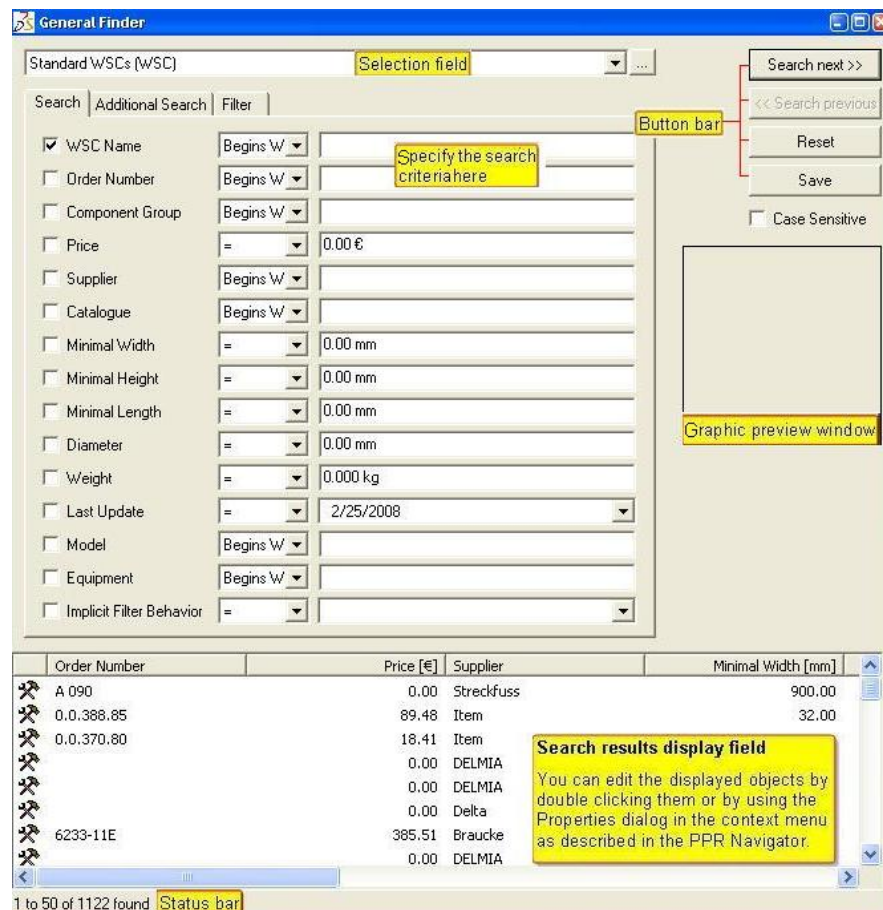 General Finder
Standard WSCs (WSC) Selection field ...
Search next >>
Search Additional Search Filter
<< Search previous
Button bar
WSC Name Begins W
Specify the search
criteria here
Reset
Order Number Begins W
Save
Component Group Begins W
Case Sensitive
Price = 0.00 €
Supplier Begins W
Catalogue Begins W
Minimal Width = 0.00 mm
Minimal Height = 0.00 mm
Minimal Length = 0.00 mm
Graphic preview window
Diameter = 0.00 mm
Weight = 0.000 kg
Last Update = 2/25/2008
Model Begins W
Equipment Begins W
Implicit Filter Behavior =
Order Number Price [€] Supplier Minimal Width [mm]
A 090 0.00 Streckfuss 900.00
0.0.388.85 89.48 Item 32.00
0.0.370.80 18.41 Item
0.00 DELMIA
0.00 DELMIA
0.00 Delta
6233-11E 385.51 Braucke
0.00 DELMIA
Search results display field
You can edit the displayed objects by
double clicking them or by using the
Properties dialog in the context menu
as described in the PPR Navigator.
1 to 50 of 1122 found Status bar